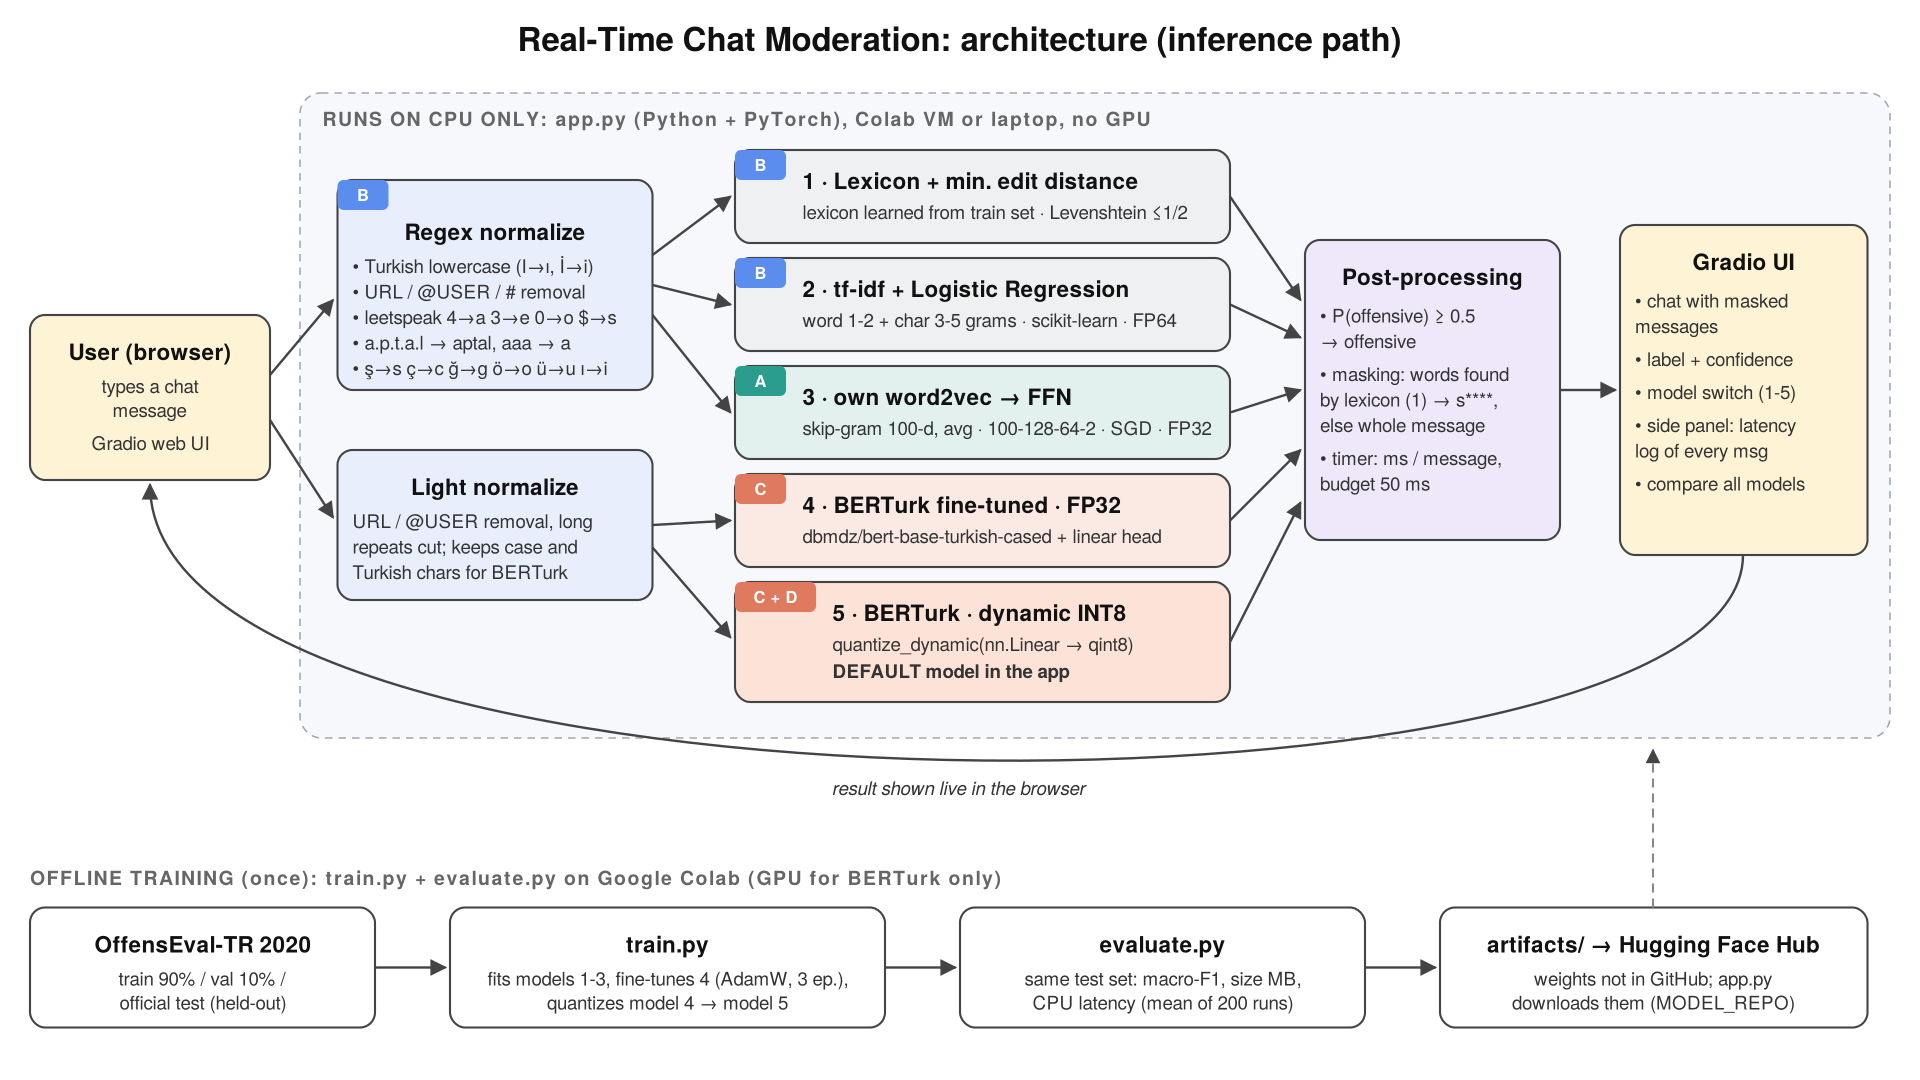 Real-Time Chat Moderation: architecture (inference path)
RUNS ON CPU ONLY: app.py (Python + PyTorch), Colab VM or laptop, no GPU
User (browser)
types a chat
message
Gradio web UI
B
Regex normalize
• Turkish lowercase (I→ı, İ→i)
• URL / @USER / # removal
• leetspeak 4→a 3→e 0→o $→s
• a.p.t.a.l → aptal, aaa → a
• ş→s ç→c ğ→g ö→o ü→u ı→i
Light normalize
URL / @USER removal, long
repeats cut; keeps case and
Turkish chars for BERTurk
B
1 · Lexicon + min. edit distance
lexicon learned from train set · Levenshtein ≤1/2
B
2 · tf-idf + Logistic Regression
word 1-2 + char 3-5 grams · scikit-learn · FP64
A
3 · own word2vec → FFN
skip-gram 100-d, avg · 100-128-64-2 · SGD · FP32
C
4 · BERTurk fine-tuned · FP32
dbmdz/bert-base-turkish-cased + linear head
C + D
5 · BERTurk · dynamic INT8
quantize_dynamic(nn.Linear → qint8)
DEFAULT model in the app
Post-processing
• P(offensive) ≥ 0.5
→ offensive
• masking: words found
by lexicon (1) → s****,
else whole message
• timer: ms / message,
budget 50 ms
Gradio UI
• chat with masked
messages
• label + confidence
• model switch (1-5)
• side panel: latency
log of every msg
• compare all models
result shown live in the browser
OFFLINE TRAINING (once): train.py + evaluate.py on Google Colab (GPU for BERTurk only)
OffensEval-TR 2020
train 90% / val 10% /
official test (held-out)
train.py
fits models 1-3, fine-tunes 4 (AdamW, 3 ep.),
quantizes model 4 → model 5
evaluate.py
same test set: macro-F1, size MB,
CPU latency (mean of 200 runs)
artifacts/ → Hugging Face Hub
weights not in GitHub; app.py
downloads them (MODEL_REPO)